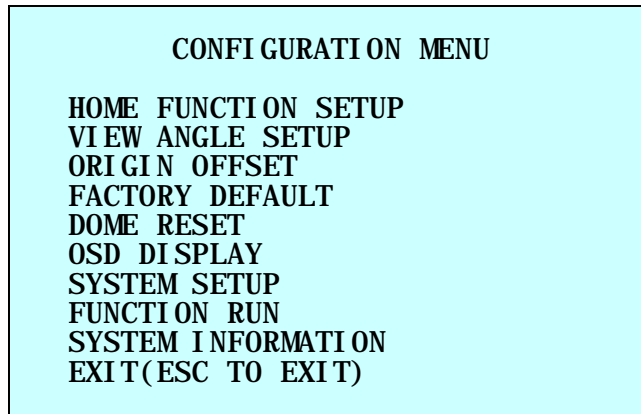 CONFIGURATION MENU
HOME FUNCTION SETUP
VIEW ANGLE SETUP
ORIGIN OFFSET
FACTORY DEFAULT
DOME RESET
OSD DISPLAY
SYSTEM SETUP
FUNCTION RUN
SYSTEM INFORMATION
EXIT(ESC TO EXIT)